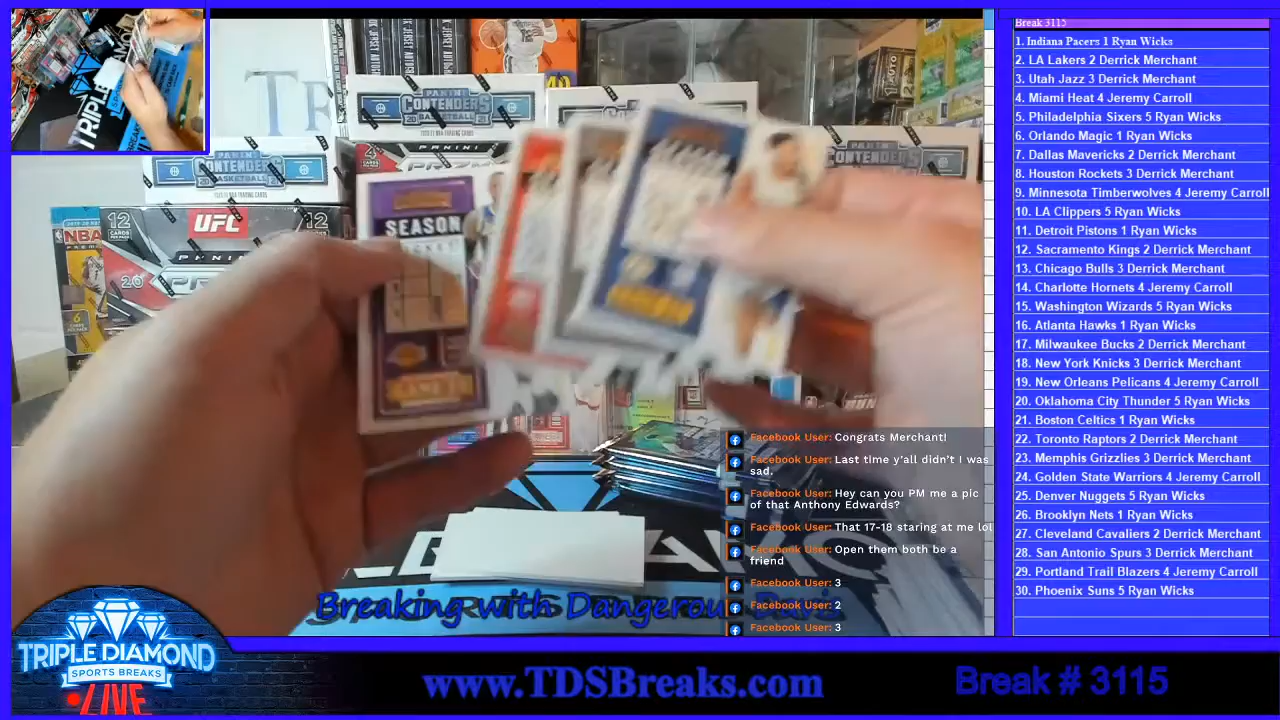 Break 3115
1. Indiana Pacers 1 Ryan Wicks
2. LA Lakers 2 Derrick Merchant
3. Utah Jazz 3 Derrick Merchant
4. Miami Heat 4 Jeremy Carroll
5. Philadelphia Sixers 5 Ryan Wicks
6. Orlando Magic 1 Ryan Wicks
7. Dallas Mavericks 2 Derrick Merchant
8. Houston Rockets 3 Derrick Merchant
9. Minnesota Timberwolves 4 Jeremy Carroll
10. LA Clippers 5 Ryan Wicks
11. Detroit Pistons 1 Ryan Wicks
12. Sacramento Kings 2 Derrick Merchant
13. Chicago Bulls 3 Derrick Merchant
14. Charlotte Hornets 4 Jeremy Carroll
15. Washington Wizards 5 Ryan Wicks
16. Atlanta Hawks 1 Ryan Wicks
17. Milwaukee Bucks 2 Derrick Merchant
18. New York Knicks 3 Derrick Merchant
19. New Orleans Pelicans 4 Jeremy Carroll
20. Oklahoma City Thunder 5 Ryan Wicks
21. Boston Celtics 1 Ryan Wicks
22. Toronto Raptors 2 Derrick Merchant
23. Memphis Grizzlies 3 Derrick Merchant
24. Golden State Warriors 4 Jeremy Carroll
25. Denver Nuggets 5 Ryan Wicks
26. Brooklyn Nets 1 Ryan Wicks
27. Cleveland Cavaliers 2 Derrick Merchant
28. San Antonio Spurs 3 Derrick Merchant
29. Portland Trail Blazers 4 Jeremy Carroll
30. Phoenix Suns 5 Ryan Wicks
TRIPLE DIAM
PANINI
CONTENDERS
BASKETBALL
PANINI
CONTENDERS
BASKETBALL
CONTENDERS
12
UFC
12
PANINI
20
NBA
6
4
SEASON
Facebook User: Congrats Merchant!
Facebook User: Last time y'all didn't I was
sad.
Facebook User: Hey can you PM me a pic
of that Anthony Edwards?
Facebook User: That 17-18 staring at me lol
Facebook User: Open them both be a
friend
Facebook User: 3
Facebook User: 2
Facebook User: 3
Breaking with Dangerou
TRIPLE DIAMOND
SPORTS BREAKS
LIVE
www.TDSBreaks.com
Break # 3115